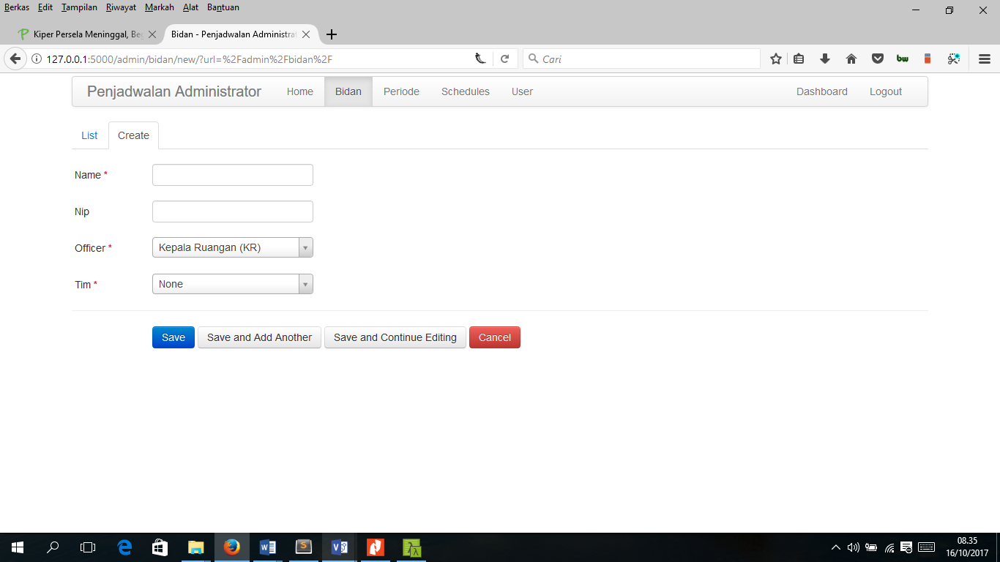 Berkas Edit Tampilan Riwayat Markah Alat Bantuan
Kiper Persela Meninggal, Be
Bidan - Penjadwalan Administrat
127.0.0.1:5000/admin/bidan/new/?url=%2Fadmin%2Fbidan%2F
Cari
bw
Penjadwalan Administrator Home Bidan Periode Schedules User Dashboard Logout
List Create
Name *
Nip
Officer * Kepala Ruangan (KR)
Tim * None
Save Save and Add Another Save and Continue Editing Cancel
08.35
16/10/2017